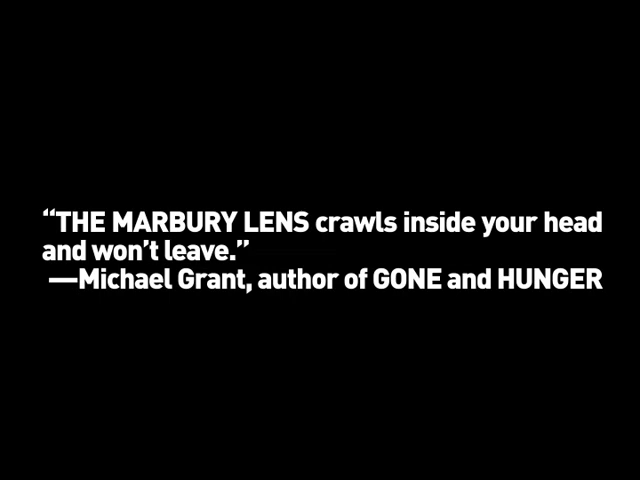 “THE MARBURY LENS crawls inside your head
and won’t leave.”
—Michael Grant, author of GONE and HUNGER